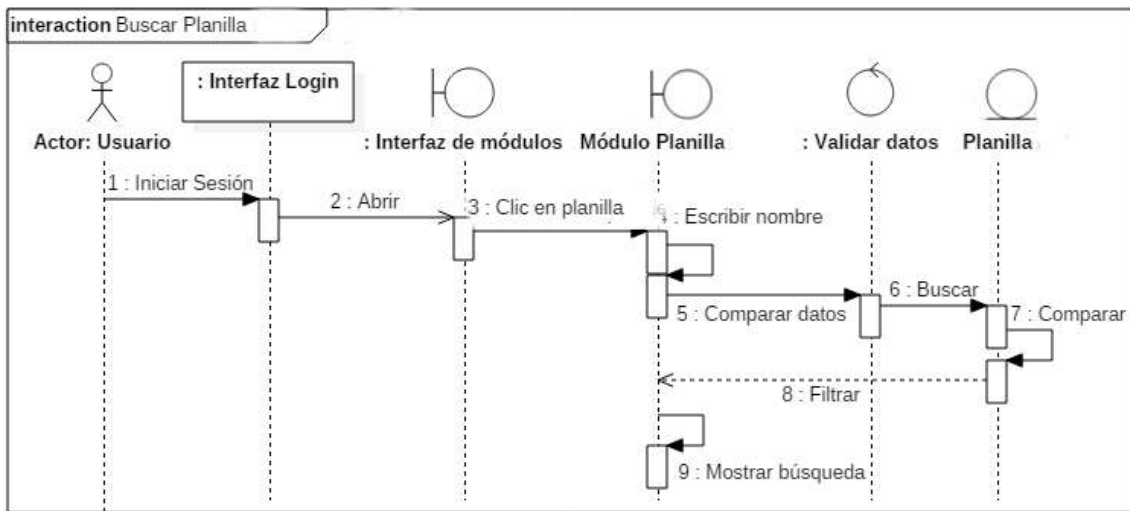 interaction Buscar Planilla
: Interfaz Login
Actor: Usuario
: Interfaz de módulos
Módulo Planilla
: Validar datos
Planilla
1 : Iniciar Sesión
2 : Abrir
3 : Clic en planilla
4 : Escribir nombre
5 : Comparar datos
6 : Buscar
7 : Comparar
8 : Filtrar
9 : Mostrar búsqueda